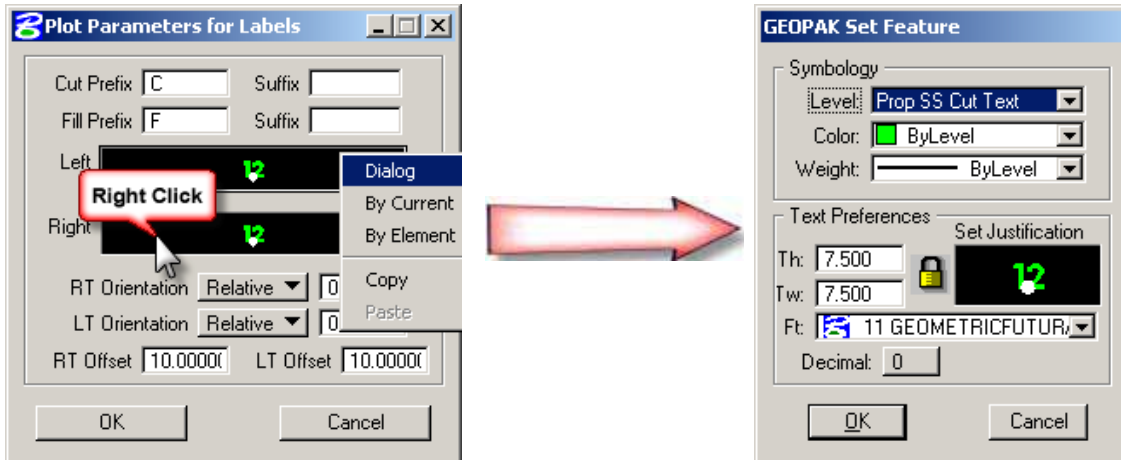 Plot Parameters for Labels
Cut Prefix C Suffix
Fill Prefix F Suffix
Left 12
Right Click
Right 12
Dialog
By Current
By Element
Copy
Paste
RT Orientation Relative 0
LT Orientation Relative 0
RT Offset 10.00000 LT Offset 10.00000
OK Cancel
GEOPAK Set Feature
Symbology
Level: Prop SS Cut Text
Color: ByLevel
Weight: ByLevel
Text Preferences
Set Justification
Th: 7.500
12
Tw: 7.500
Ft: 11 GEOMETRICFUTUR
Decimal: 0
OK Cancel